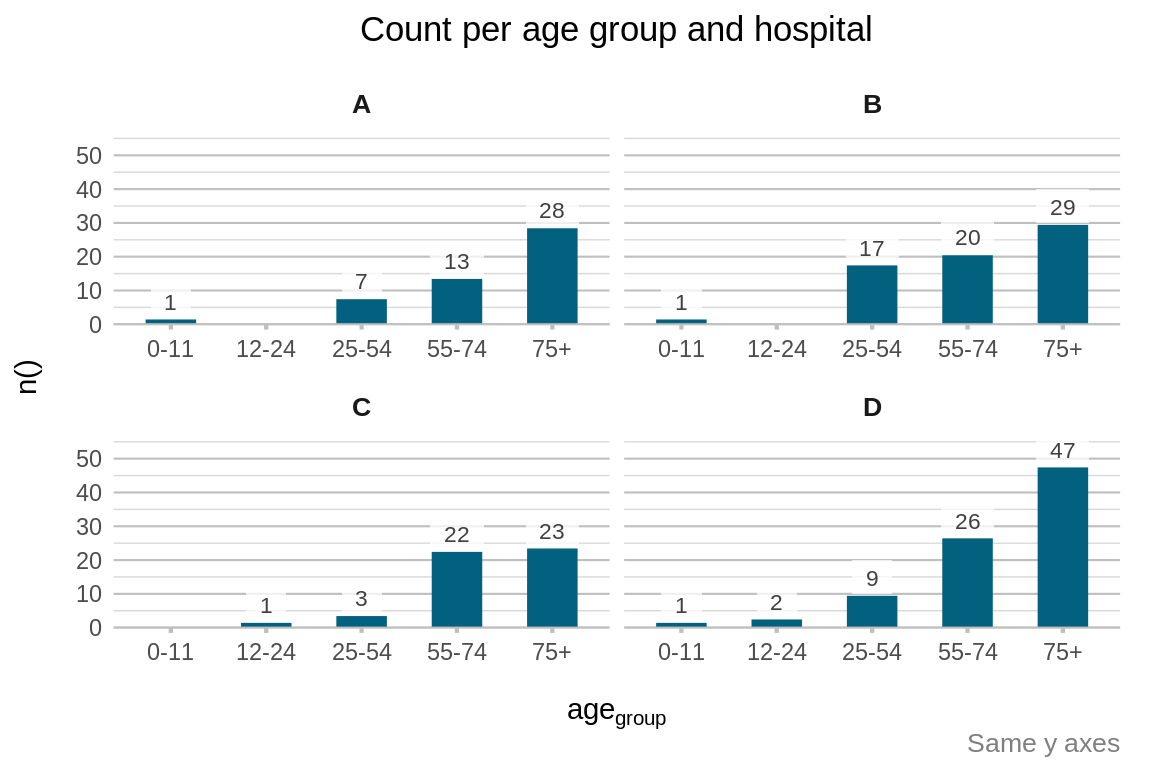 Count per age group and hospital
A
B
50
40
30
20
10
0
1
7
13
28
1
17
20
29
0-11 12-24 25-54 55-74 75+
0-11 12-24 25-54 55-74 75+
n()
C
D
50
40
30
20
10
0
1
3
22
23
1
2
9
26
47
0-11 12-24 25-54 55-74 75+
0-11 12-24 25-54 55-74 75+
age group
Same y axes